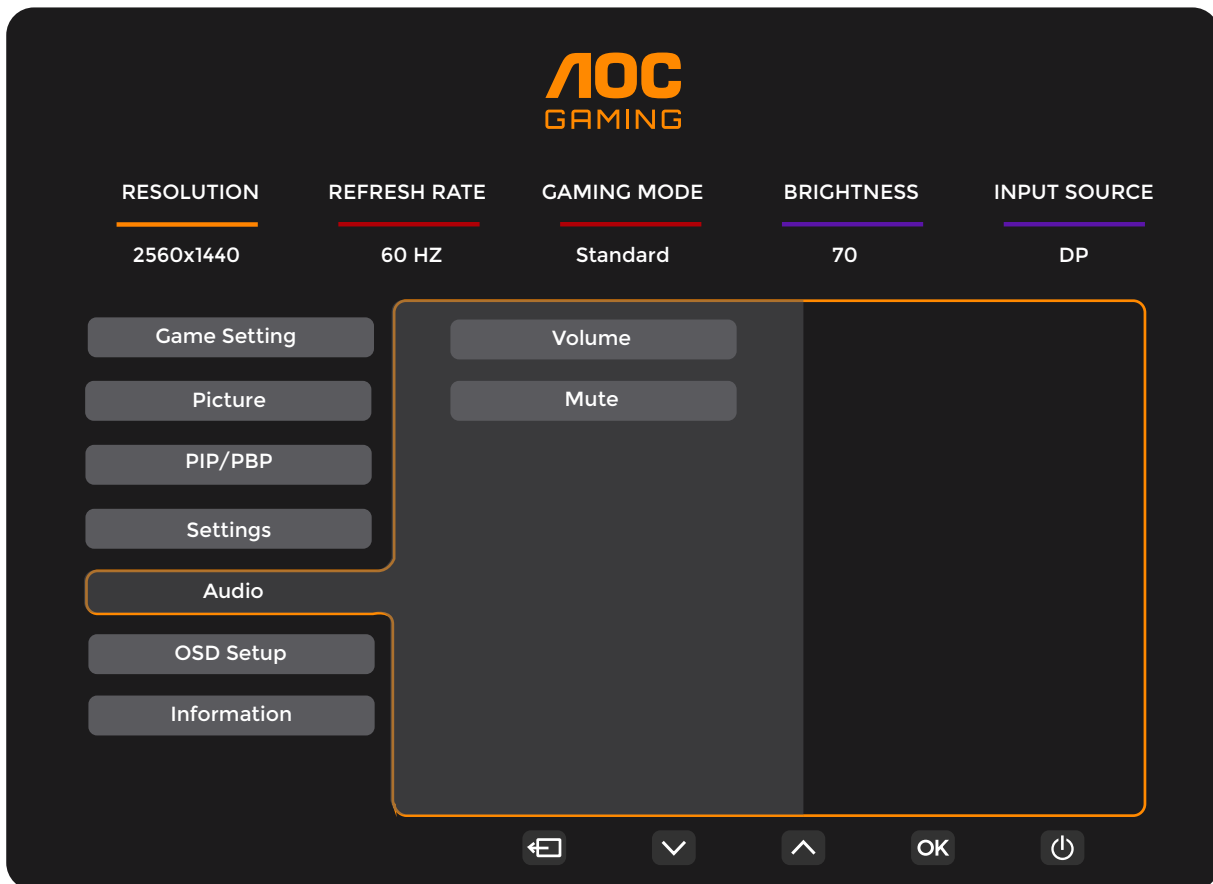 AOC
GAMING
RESOLUTION REFRESH RATE GAMING MODE BRIGHTNESS INPUT SOURCE
2560x1440 60 HZ Standard 70 DP
Game Setting Volume
Picture Mute
PIP/PBP
Settings
Audio
OSD Setup
Information
OK